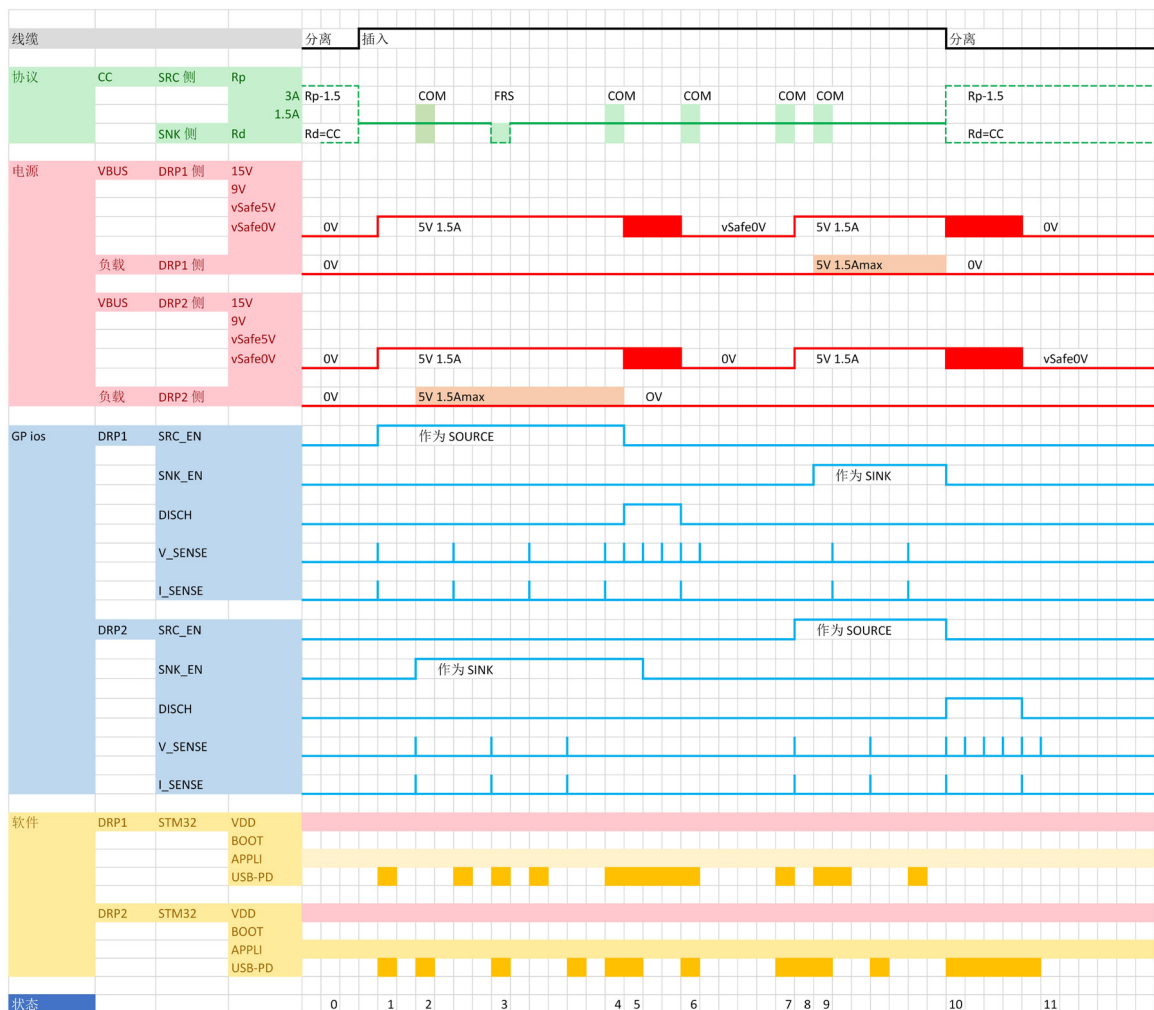 线缆 分离 插入 分离
协议 CC SRC 侧 Rp
3A Rp-1.5 COM FRS COM COM COM COM Rp-1.5
1.5A
SNK 侧 Rd Rd=CC Rd=CC
电源 VBUS DRP1 侧 15V
9V
vSafe5V
vSafe0V 0V 5V 1.5A vSafe0V 5V 1.5A 0V
负载 DRP1 侧 0V 5V 1.5Amax 0V
VBUS DRP2 侧 15V
9V
vSafe5V
vSafe0V 0V 5V 1.5A 0V 5V 1.5A vSafe0V
负载 DRP2 侧 0V 5V 1.5Amax OV
GP ios DRP1 SRC_EN 作为 SOURCE
SNK_EN 作为 SINK
DISCH
V_SENSE
I_SENSE
DRP2 SRC_EN 作为 SOURCE
SNK_EN 作为 SINK
DISCH
V_SENSE
I_SENSE
软件 DRP1 STM32 VDD
BOOT
APPLI
USB-PD
DRP2 STM32 VDD
BOOT
APPLI
USB-PD
状态 0 1 2 3 4 5 6 7 8 9 10 11